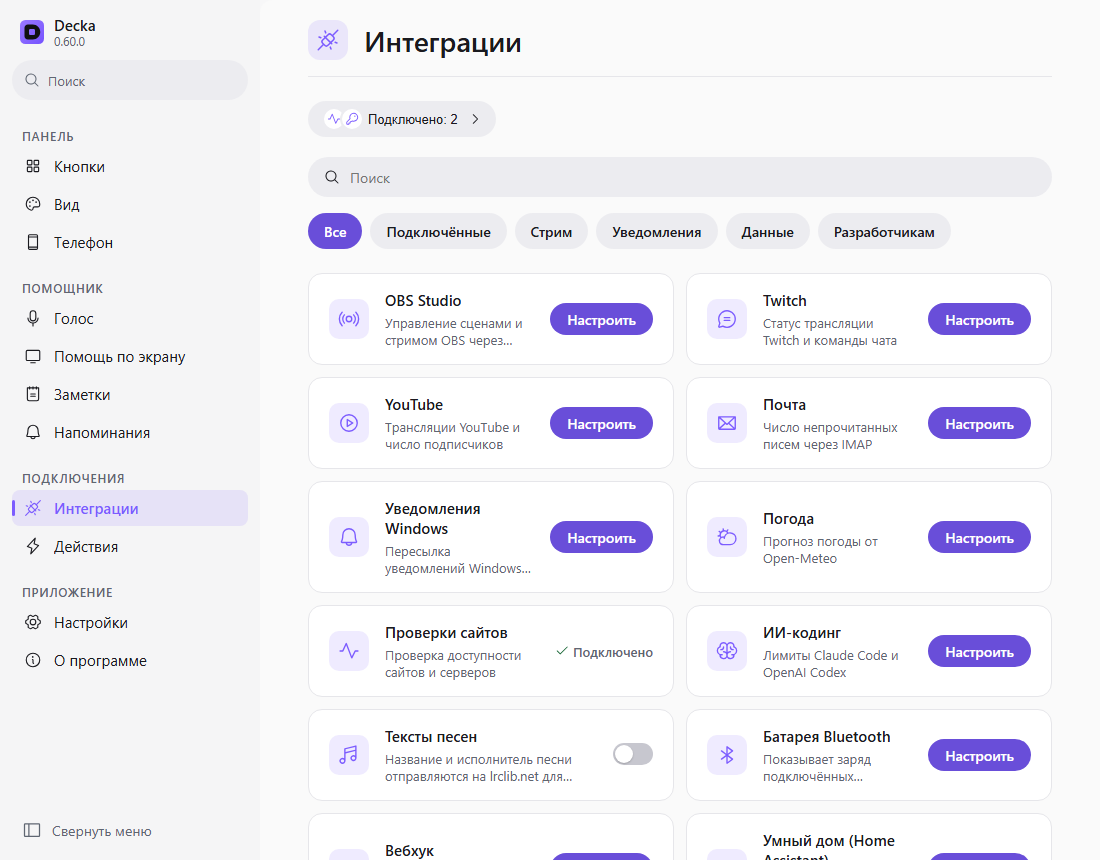 Decka
0.60.0
Поиск
ПАНЕЛЬ
Кнопки
Вид
Телефон
ПОМОЩНИК
Голос
Помощь по экрану
Заметки
Напоминания
ПОДКЛЮЧЕНИЯ
Интеграции
Действия
ПРИЛОЖЕНИЕ
Настройки
О программе
Свернуть меню
Интеграции
Подключено: 2
Поиск
Все
Подключённые
Стрим
Уведомления
Данные
Разработчикам
OBS Studio
Управление сценами и
стримом OBS через...
Настроить
Twitch
Статус трансляции
Twitch и команды чата
Настроить
YouTube
Трансляции YouTube и
число подписчиков
Настроить
Почта
Число непрочитанных
писем через IMAP
Настроить
Уведомления
Windows
Пересылка
уведомлений Windows...
Настроить
Погода
Прогноз погоды от
Open-Meteo
Настроить
Проверки сайтов
Проверка доступности
сайтов и серверов
Подключено
ИИ-кодинг
Лимиты Claude Code и
OpenAI Codex
Настроить
Тексты песен
Название и исполнитель песни
отправляются на lrclib.net для...
Батарея Bluetooth
Показывает заряд
подключённых...
Настроить
Вебхук
Умный дом (Home
Assistant)